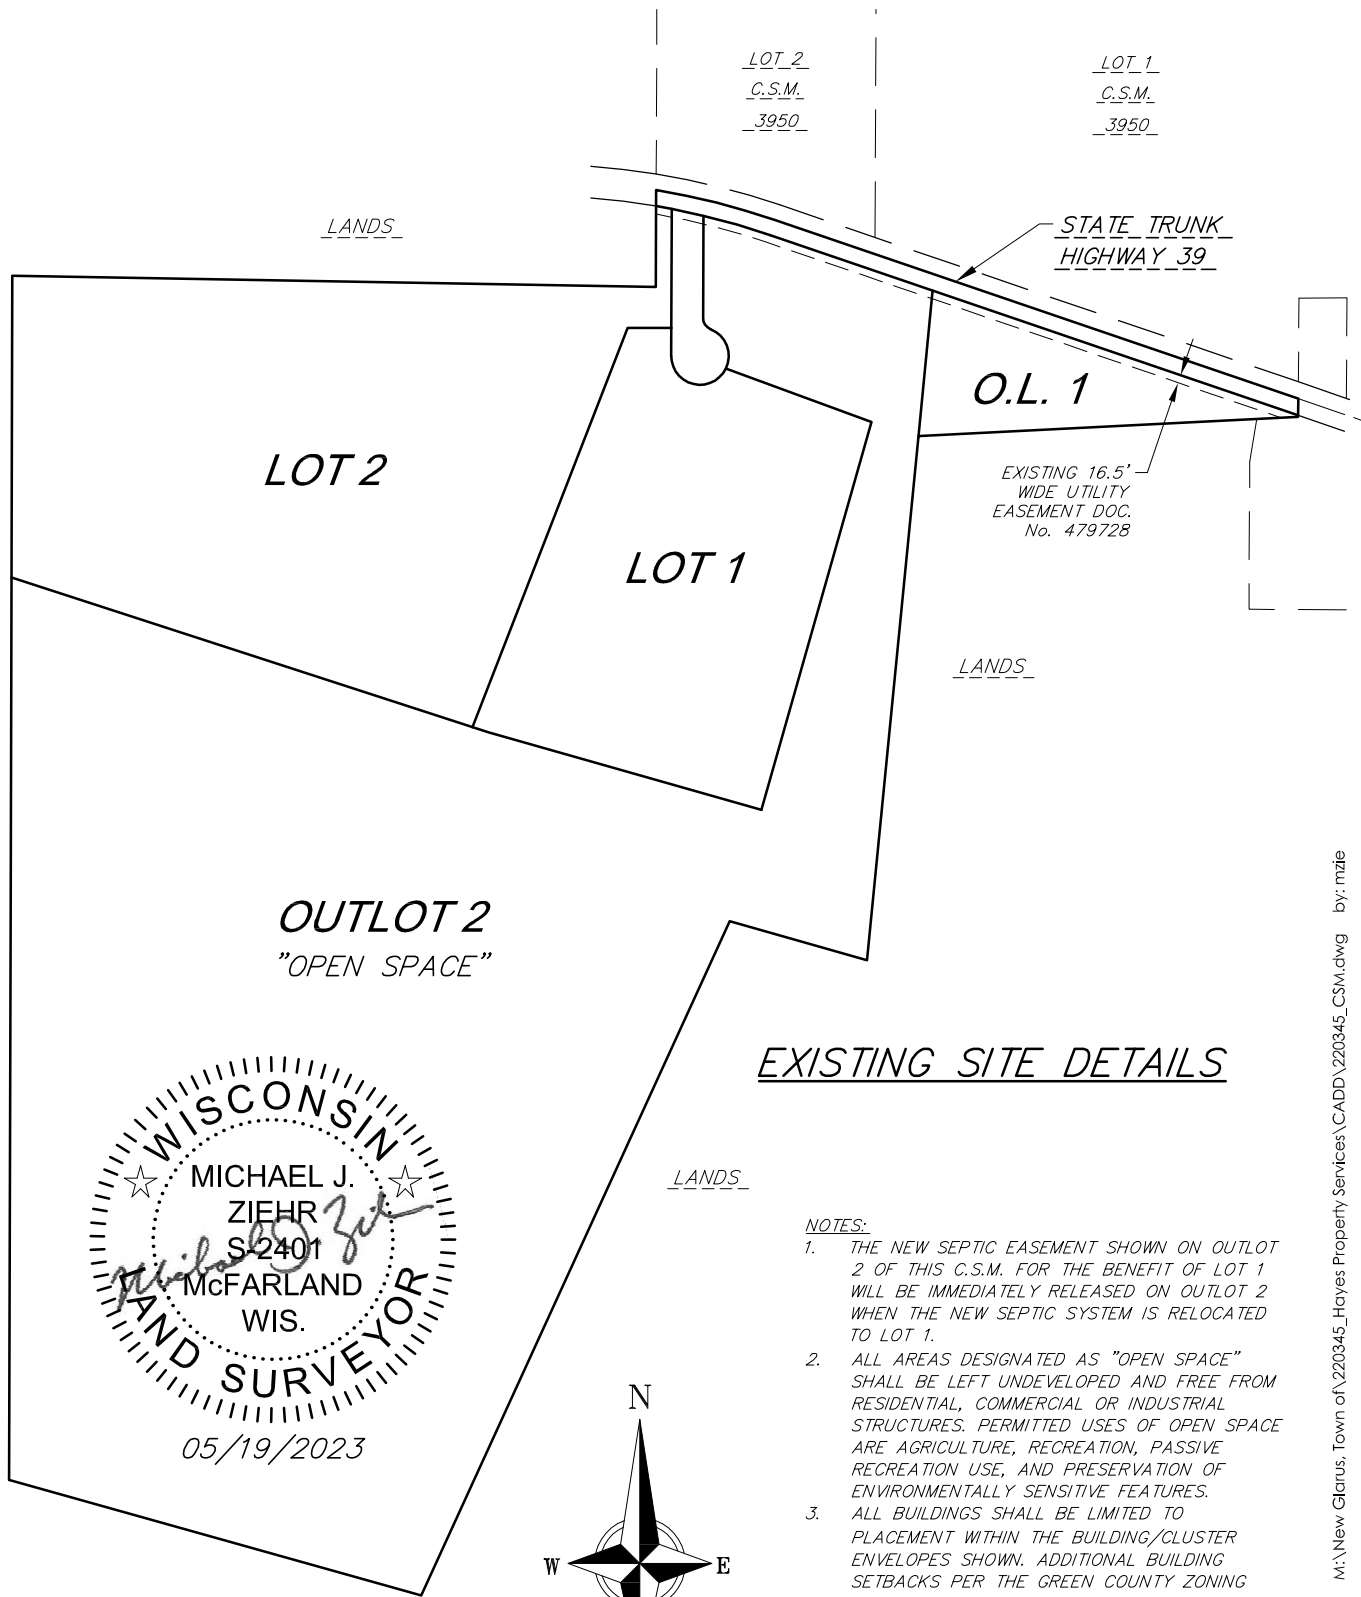 LOT 2
C.S.M.
3950
LOT 1
C.S.M.
3950
LANDS
STATE TRUNK
HIGHWAY 39
O.L. 1
LOT 2
EXISTING 16.5'
WIDE UTILITY
EASEMENT DOC.
No. 479728
LOT 1
LANDS
OUTLOT 2
"OPEN SPACE"
EXISTING SITE DETAILS
WISCONSIN
MICHAEL J.
ZIEHR
S-2401
McFARLAND
WIS.
LAND SURVEYOR
Michael J. Ziehr
05/19/2023
LANDS
NOTES:
1. THE NEW SEPTIC EASEMENT SHOWN ON OUTLOT
2 OF THIS C.S.M. FOR THE BENEFIT OF LOT 1
WILL BE IMMEDIATELY RELEASED ON OUTLOT 2
WHEN THE NEW SEPTIC SYSTEM IS RELOCATED
TO LOT 1.
2. ALL AREAS DESIGNATED AS "OPEN SPACE"
SHALL BE LEFT UNDEVELOPED AND FREE FROM
RESIDENTIAL, COMMERCIAL OR INDUSTRIAL
STRUCTURES. PERMITTED USES OF OPEN SPACE
ARE AGRICULTURE, RECREATION, PASSIVE
RECREATION USE, AND PRESERVATION OF
ENVIRONMENTALLY SENSITIVE FEATURES.
3. ALL BUILDINGS SHALL BE LIMITED TO
PLACEMENT WITHIN THE BUILDING/CLUSTER
ENVELOPES SHOWN. ADDITIONAL BUILDING
SETBACKS PER THE GREEN COUNTY ZONING
N
W E
M:\New Glarus, Town of\220345_Hayes Property Services\CADD\220345_CSM.dwg by: mzie